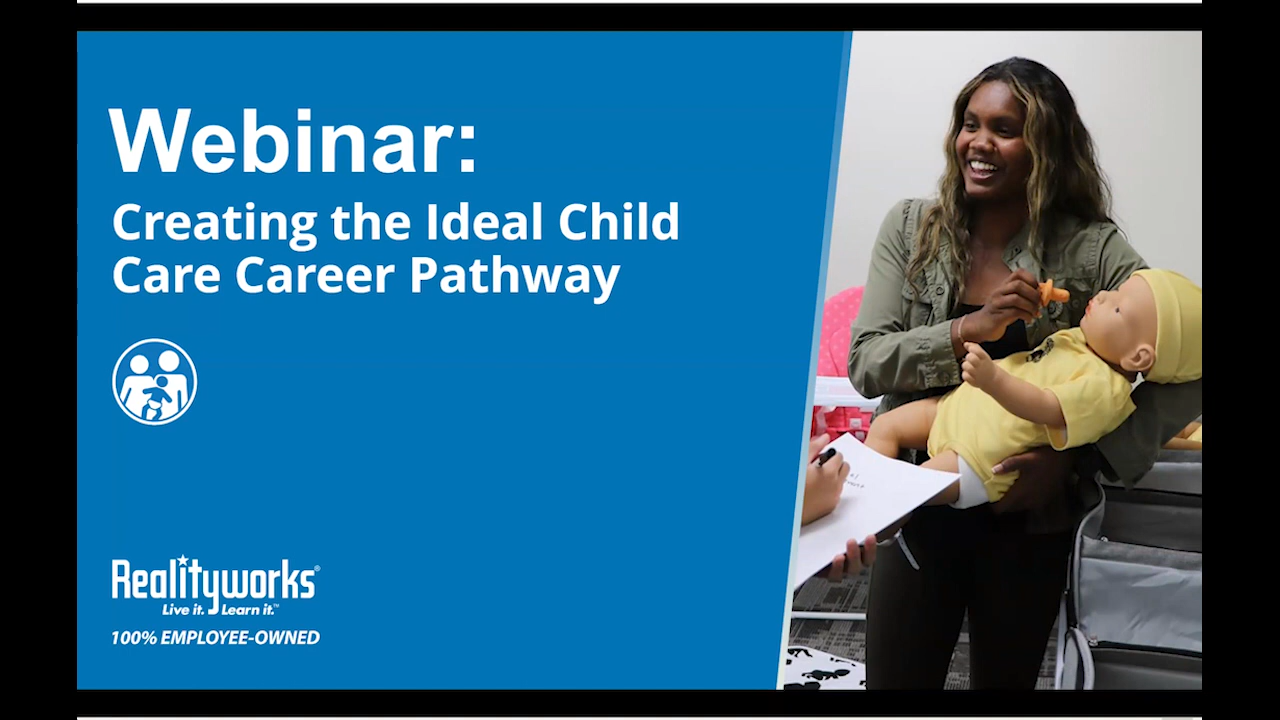 Webinar:
Creating the Ideal Child
Care Career Pathway
Realityworks®
Live it. Learn it.™
100% EMPLOYEE-OWNED